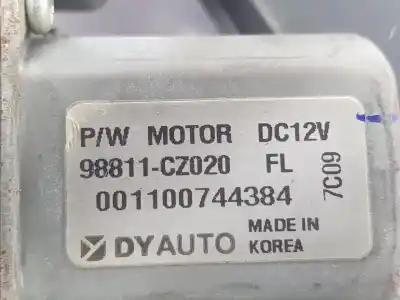 P/W MOTOR DC12V
98811-CZ020 FL
001100744384
7C09
DYAUTO
MADE IN
KOREA